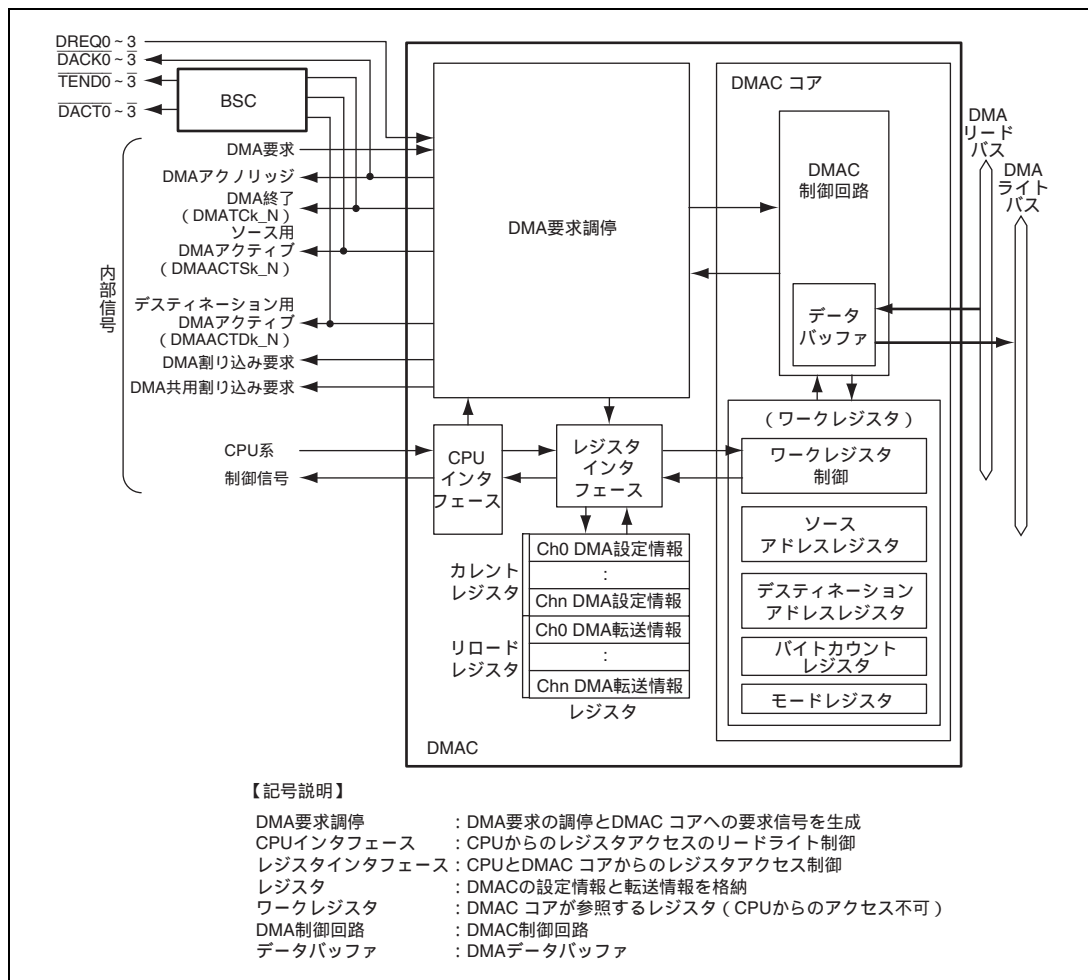 DREQ0~3
DACK0~3
TEND0~3
DACT0~3
BSC
DMA要求
DMAアクノリッジ
DMA終了
(DMATCk_N)
ソース用
DMAアクティブ
(DMAACTSk_N)
デスティネーション用
DMAアクティブ
(DMAACTDk_N)
DMA割り込み要求
DMA共用割り込み要求
CPU系
制御信号
内部信号
DMA要求調停
CPU
インタ
フェース
レジスタ
インタ
フェース
カレント
レジスタ
Ch0 DMA設定情報
:
Chn DMA設定情報
リロード
レジスタ
Ch0 DMA転送情報
:
Chn DMA転送情報
レジスタ
DMAC
DMAC コア
DMAC
制御回路
データ
バッファ
(ワークレジスタ)
ワークレジスタ
制御
ソース
アドレスレジスタ
デスティネーション
アドレスレジスタ
バイトカウント
レジスタ
モードレジスタ
DMA
リード
バス
DMA
ライト
バス
【記号説明】
DMA要求調停 : DMA要求の調停とDMAC コアへの要求信号を生成
CPUインタフェース : CPUからのレジスタアクセスのリードライト制御
レジスタインタフェース : CPUとDMAC コアからのレジスタアクセス制御
レジスタ : DMACの設定情報と転送情報を格納
ワークレジスタ : DMAC コアが参照するレジスタ(CPUからのアクセス不可)
DMA制御回路 : DMAC制御回路
データバッファ : DMAデータバッファ